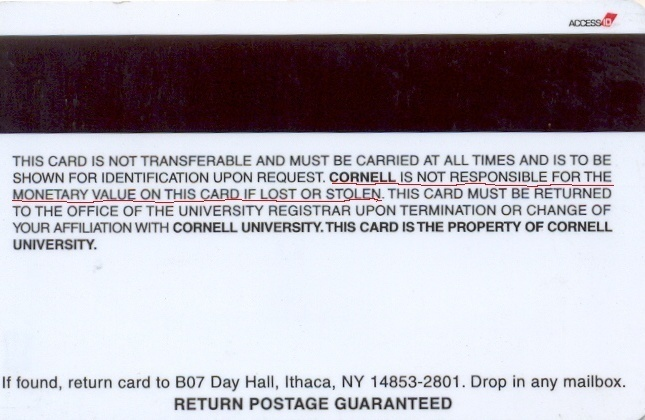 ACCESS ID
THIS CARD IS NOT TRANSFERABLE AND MUST BE CARRIED AT ALL TIMES AND IS TO BE
SHOWN FOR IDENTIFICATION UPON REQUEST. CORNELL IS NOT RESPONSIBLE FOR THE
MONETARY VALUE ON THIS CARD IF LOST OR STOLEN. THIS CARD MUST BE RETURNED
TO THE OFFICE OF THE UNIVERSITY REGISTRAR UPON TERMINATION OR CHANGE OF
YOUR AFFILIATION WITH CORNELL UNIVERSITY. THIS CARD IS THE PROPERTY OF CORNELL
UNIVERSITY.
If found, return card to B07 Day Hall, Ithaca, NY 14853-2801. Drop in any mailbox.
RETURN POSTAGE GUARANTEED